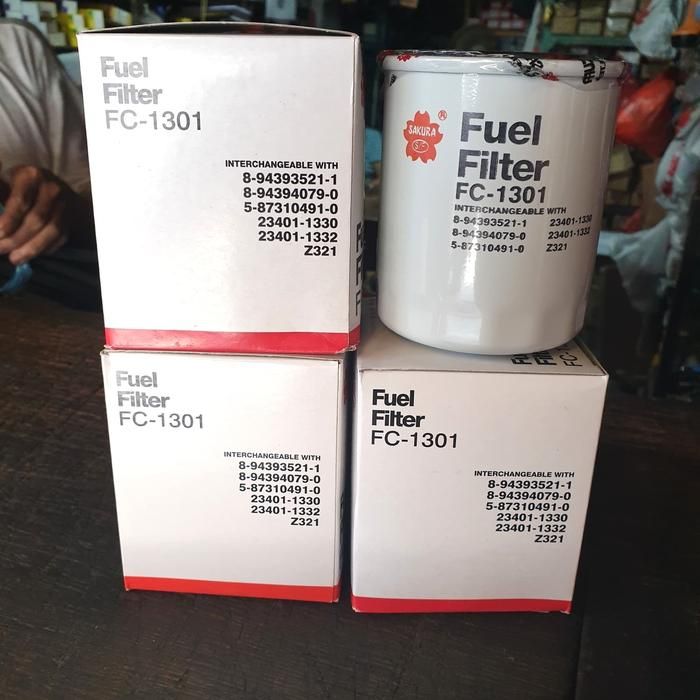 Fuel
Filter
FC-1301
INTERCHANGEABLE WITH
8-94393521-1
8-94394079-0
5-87310491-0
23401-1330
23401-1332
Z321
SAKURA
®
Fuel
Filter
FC-1301
INTERCHANGEABLE WITH
8-94393521-1 23401-1330
8-94394079-0 23401-1332
5-87310491-0 Z321
Fuel
Filter
FC-1301
INTERCHANGEABLE WITH
8-94393521-1
8-94394079-0
5-87310491-0
23401-1330
23401-1332
Z321
Fuel
Filter
FC-1301
INTERCHANGEABLE WITH
8-94393521-1
8-94394079-0
5-87310491-0
23401-1330
23401-1332
Z321